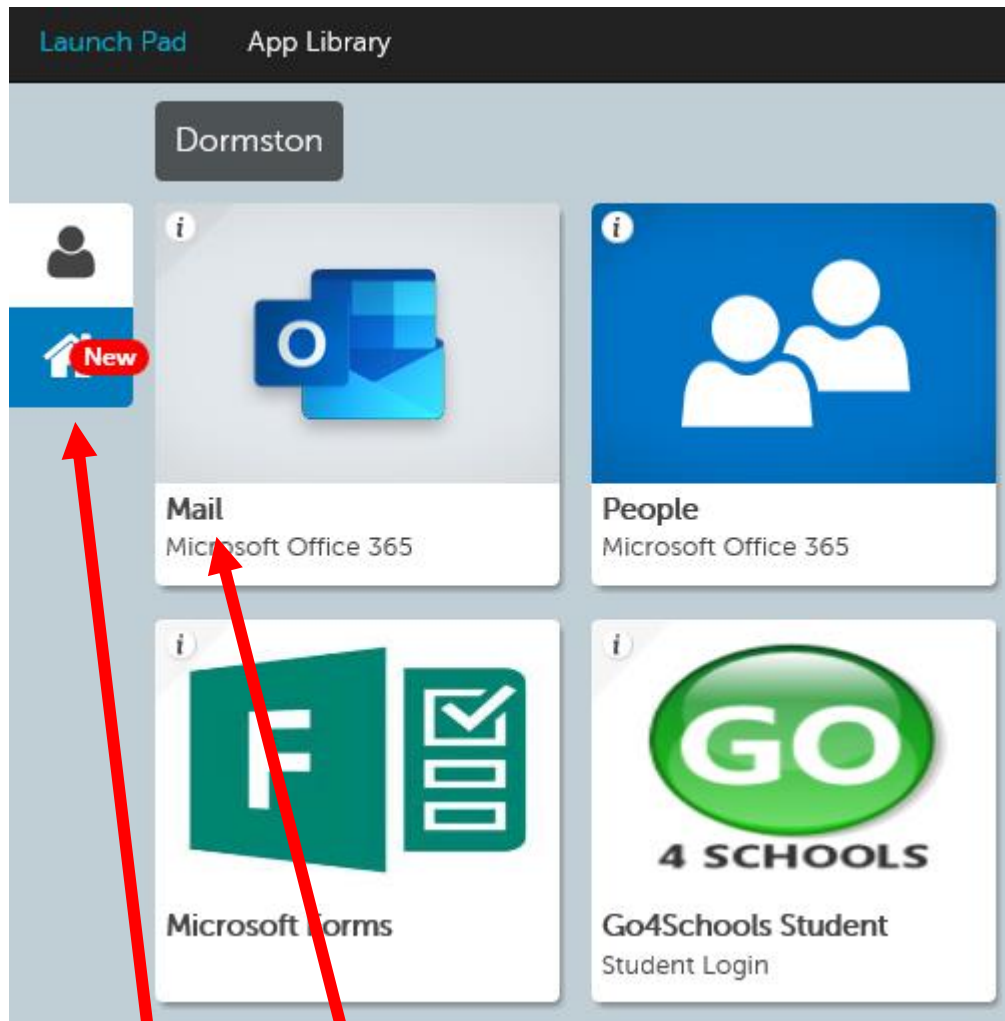 Launch Pad App Library
Dormston
i
i
New
O
Mail
Microsoft Office 365
People
Microsoft Office 365
i
i
F
GO
4 SCHOOLS
Microsoft Forms
Go4Schools Student
Student Login